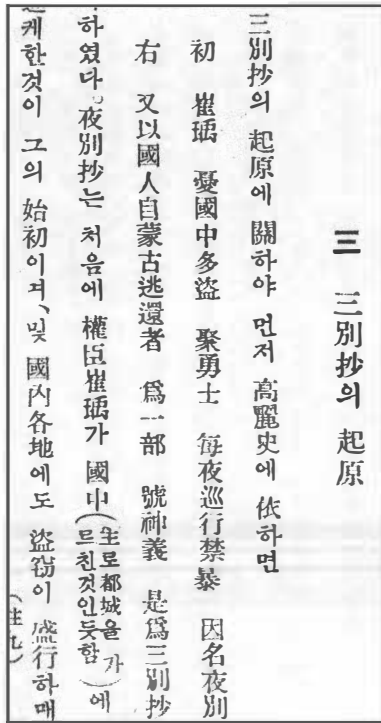 三 三別抄의 起原
三別抄의 起原에 關하야 먼저 高麗史에 依하면
初 崔瑀 憂國中多盜 聚勇士 每夜巡行禁暴 因名夜別
右 又以國人自蒙古逃還者 爲一部 號神義 是爲三別抄
하였다。夜別抄는 처음에 權臣崔瑀가 國中(主로都城을 가르친것인듯함)에
케한것이 그의 始初이며、및 國內各地에도 盜窃이 盛行하매
(註九)